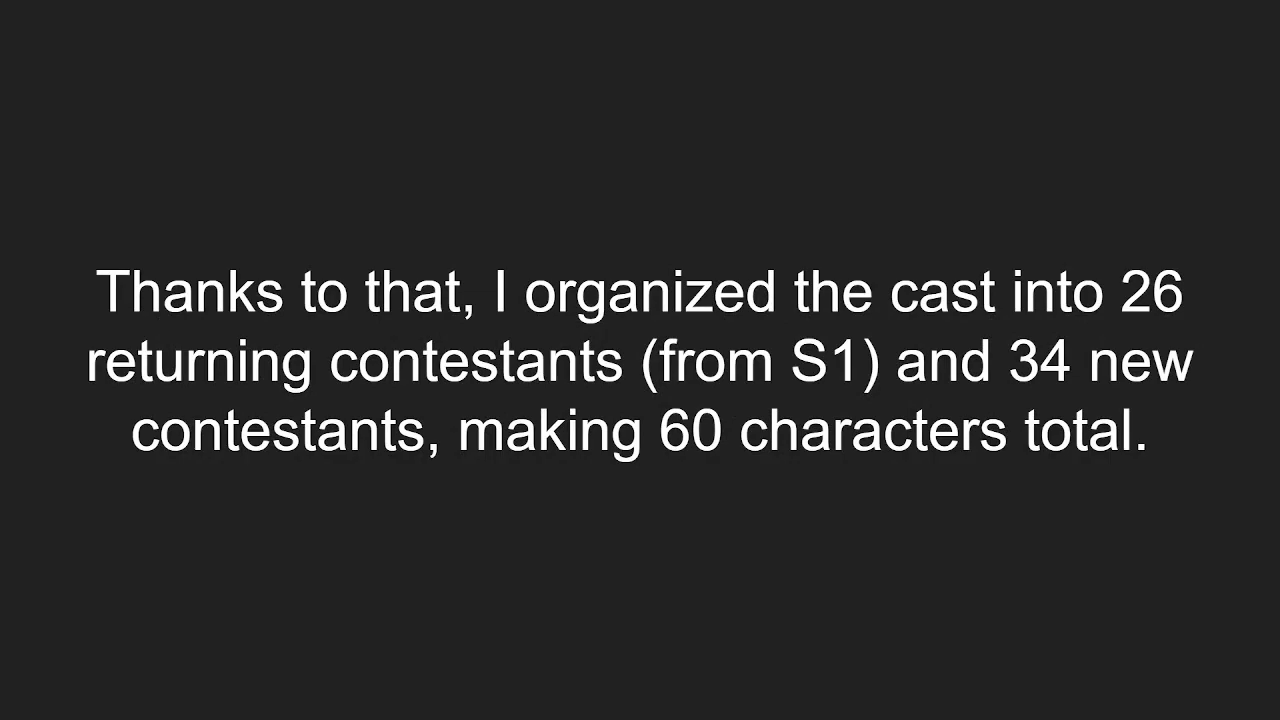 Thanks to that, I organized the cast into 26
returning contestants (from S1) and 34 new
contestants, making 60 characters total.